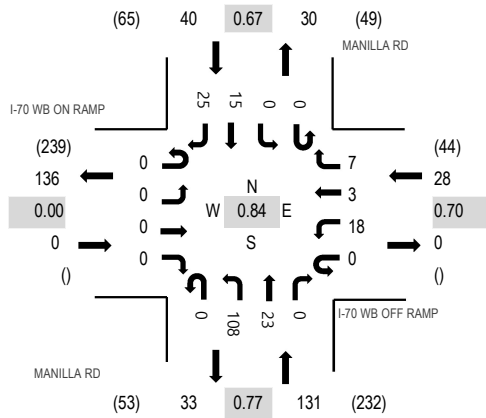 (65) 40 0.67 30 (49)
MANILLA RD
25 15 0 0
I-70 WB ON RAMP
(239) 0 7 (44)
136 0 N 3 28
0.00 W 0.84 E 0.70
0 0 S 18 0
() 0 0 ()
0 108 23 0
I-70 WB OFF RAMP
MANILLA RD
(53) 33 0.77 131 (232)